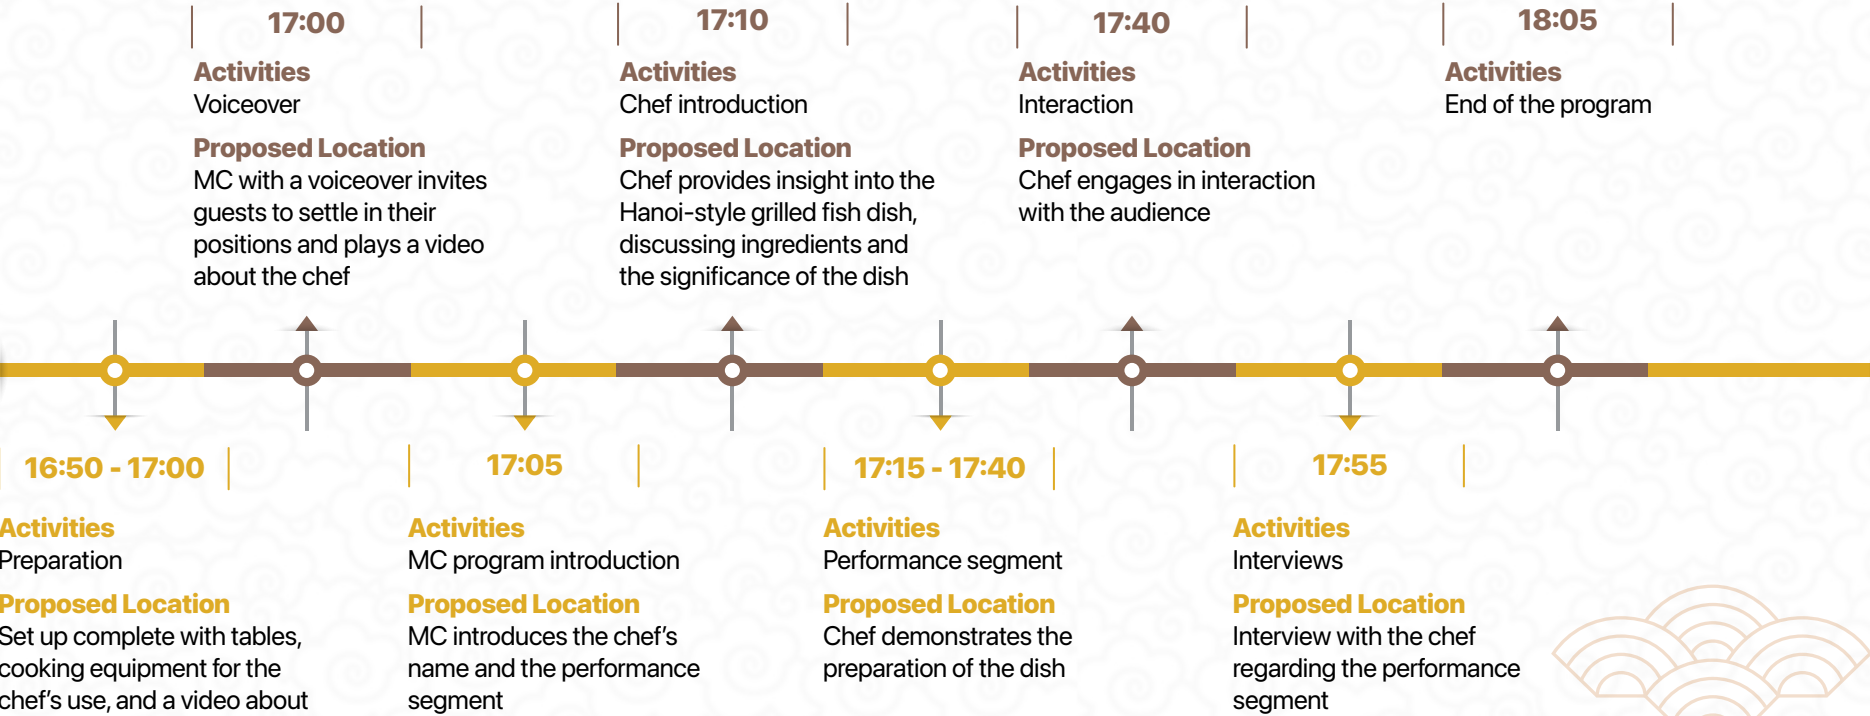 17:00
Activities
Voiceover
Proposed Location
MC with a voiceover invites
guests to settle in their
positions and plays a video
about the chef
17:10
Activities
Chef introduction
Proposed Location
Chef provides insight into the
Hanoi-style grilled fish dish,
discussing ingredients and
the significance of the dish
17:40
Activities
Interaction
Proposed Location
Chef engages in interaction
with the audience
18:05
Activities
End of the program
16:50 - 17:00
Activities
Preparation
Proposed Location
Set up complete with tables,
cooking equipment for the
chef’s use, and a video about
17:05
Activities
MC program introduction
Proposed Location
MC introduces the chef’s
name and the performance
segment
17:15 - 17:40
Activities
Performance segment
Proposed Location
Chef demonstrates the
preparation of the dish
17:55
Activities
Interviews
Proposed Location
Interview with the chef
regarding the performance
segment